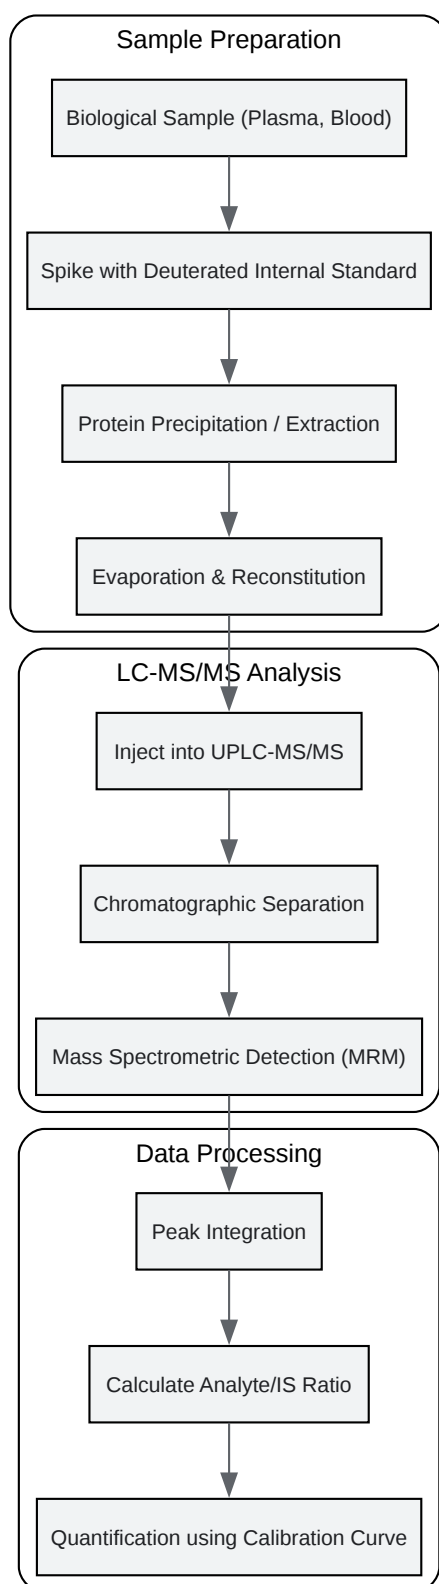 Sample Preparation
Biological Sample (Plasma, Blood)
Spike with Deuterated Internal Standard
Protein Precipitation / Extraction
Evaporation & Reconstitution
LC-MS/MS Analysis
Inject into UPLC-MS/MS
Chromatographic Separation
Mass Spectrometric Detection (MRM)
Data Processing
Peak Integration
Calculate Analyte/IS Ratio
Quantification using Calibration Curve